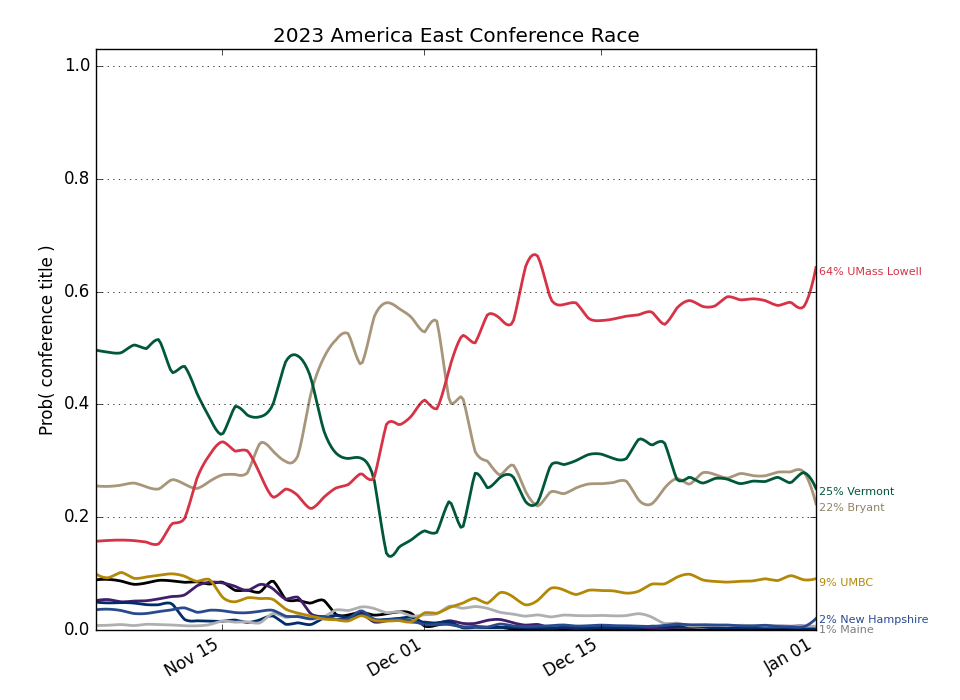 2023 America East Conference Race
Prob( conference title )
1.0
0.8
0.6
0.4
0.2
0.0
64% UMass Lowell
25% Vermont
22% Bryant
9% UMBC
2% New Hampshire
1% Maine
Nov 15
Dec 01
Dec 15
Jan 01